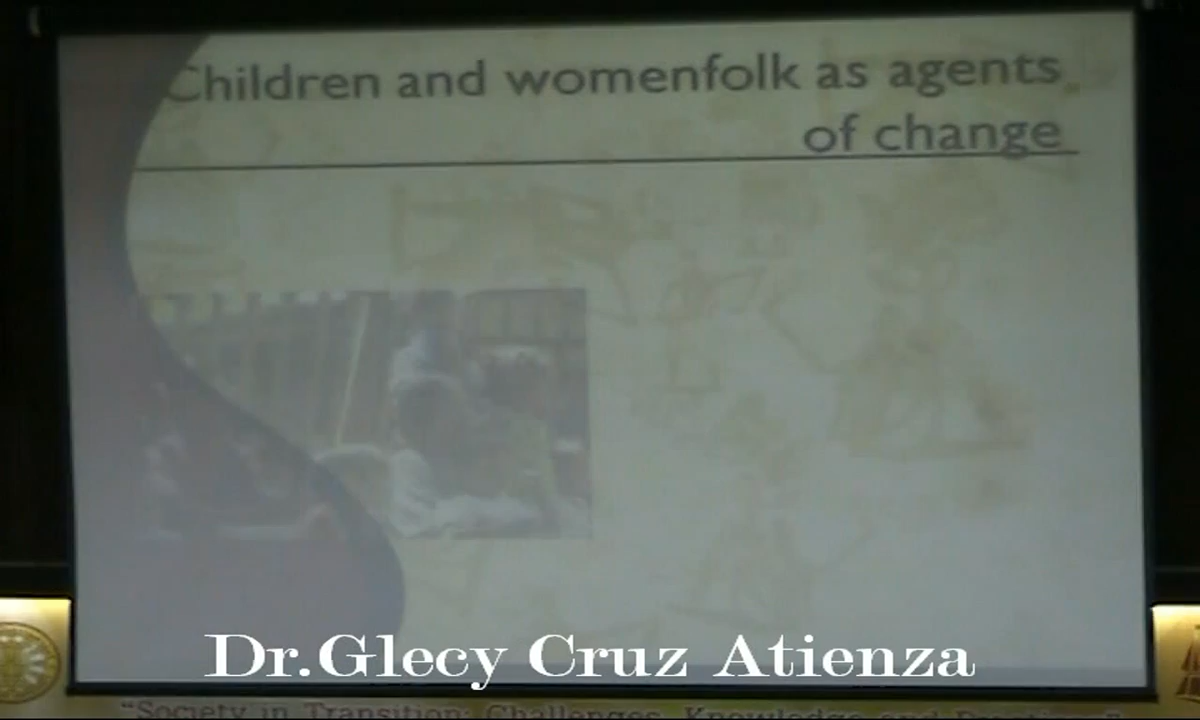 Children and womenfolk as agents
of change
Dr.Glecy Cruz Atienza
"Society in Transition: Challenges, Knowledge and